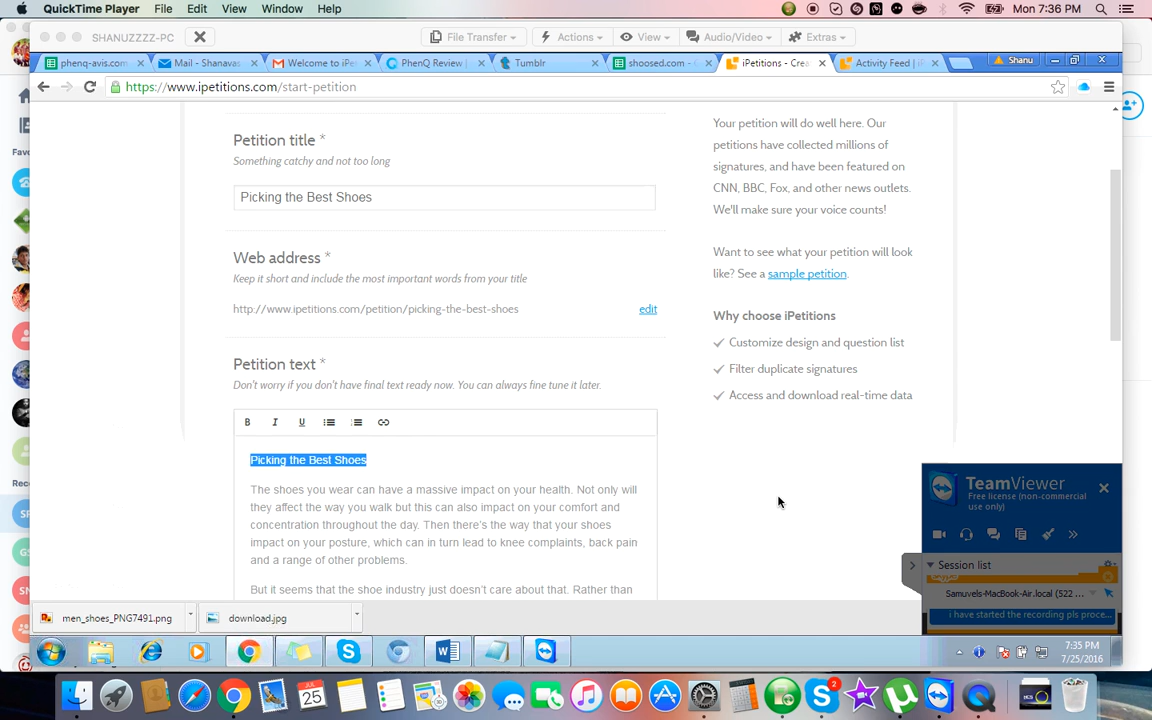 QuickTime Player File Edit View Window Help Mon 7:36 PM
SHANUZZZZ-PC File Transfer Actions View Audio/Video Extras
phenq-avis.com Mail - Shanavas Welcome to iPet PhenQ Review | Tumblr shoosed.com - G iPetitions - Crea Activity Feed | i Shanu
https://www.ipetitions.com/start-petition
Petition title *
Something catchy and not too long
Picking the Best Shoes
Web address *
Keep it short and include the most important words from your title
http://www.ipetitions.com/petition/picking-the-best-shoes edit
Petition text *
Don't worry if you don't have final text ready now. You can always fine tune it later.
B I U
Picking the Best Shoes
The shoes you wear can have a massive impact on your health. Not only will
they affect the way you walk but this can also impact on your comfort and
concentration throughout the day. Then there's the way that your shoes
impact on your posture, which can in turn lead to knee complaints, back pain
and a range of other problems.
But it seems that the shoe industry just doesn't care about that. Rather than
Your petition will do well here. Our
petitions have collected millions of
signatures, and have been featured on
CNN, BBC, Fox, and other news outlets.
We'll make sure your voice counts!
Want to see what your petition will look
like? See a sample petition.
Why choose iPetitions
Customize design and question list
Filter duplicate signatures
Access and download real-time data
Favo
Rece
GS
SN
TeamViewer
Free license (non-commercial
use only)
Session list
Samuvels-MacBook-Air.local (522 ...
i have started the recording pls proce...
men_shoes_PNG7491.png download.jpg
7:35 PM
7/25/2016
JUL
25
2